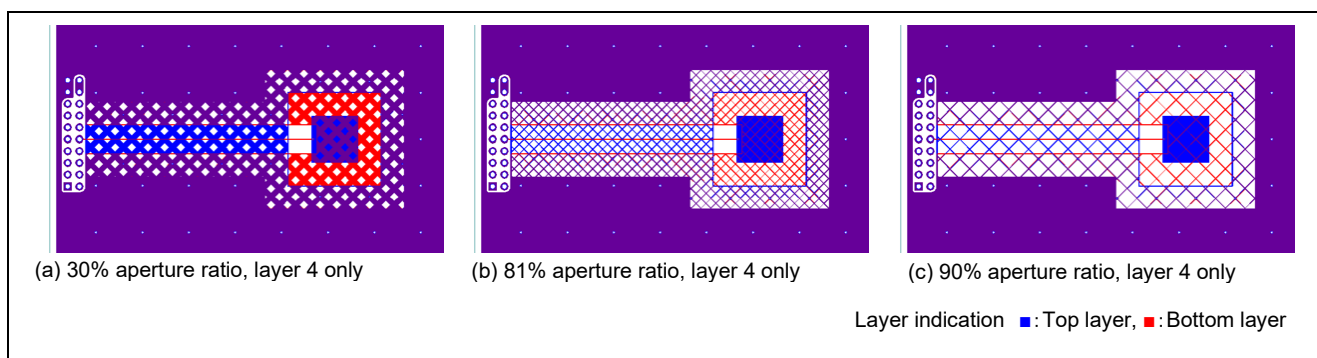 (a) 30% aperture ratio, layer 4 only
(b) 81% aperture ratio, layer 4 only
(c) 90% aperture ratio, layer 4 only
Layer indication ■: Top layer, ■: Bottom layer